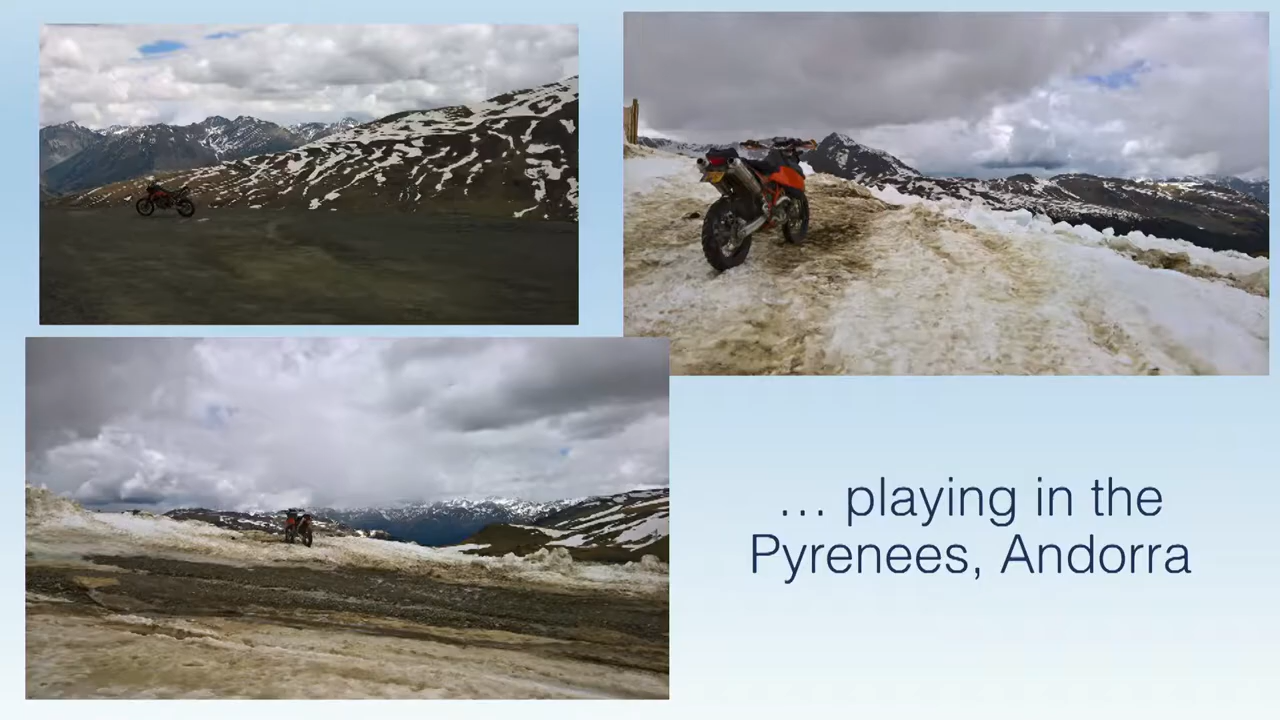 … playing in the
Pyrenees, Andorra